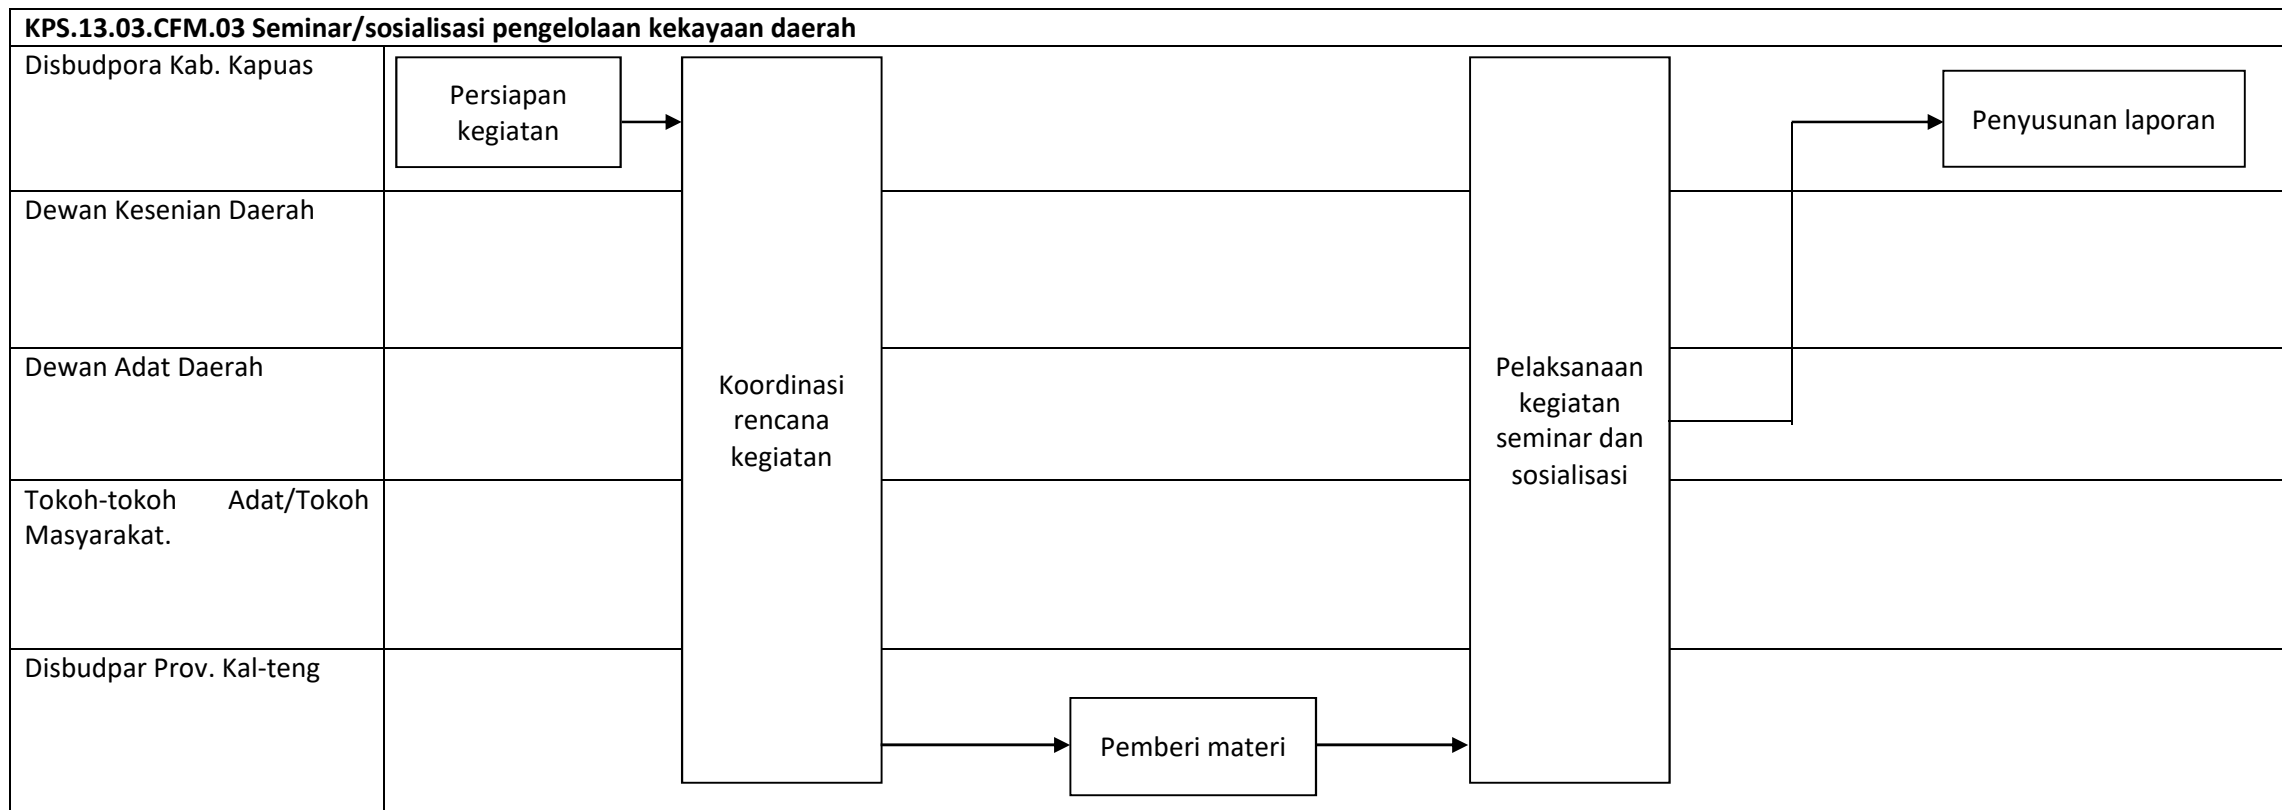 KPS.13.03.CFM.03 Seminar/sosialisasi pengelolaan kekayaan daerah
Disbudpora Kab. Kapuas
Persiapan
kegiatan
Penyusunan laporan
Dewan Kesenian Daerah
Dewan Adat Daerah
Koordinasi
rencana
kegiatan
Pelaksanaan
kegiatan
seminar dan
sosialisasi
Tokoh-tokoh Adat/Tokoh
Masyarakat.
Disbudpar Prov. Kal-teng
Pemberi materi